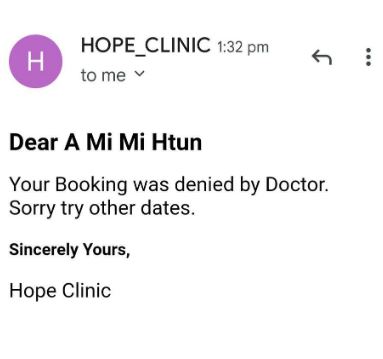 H
HOPE_CLINIC 1:32 pm
to me
Dear A Mi Mi Htun
Your Booking was denied by Doctor.
Sorry try other dates.
Sincerely Yours,
Hope Clinic